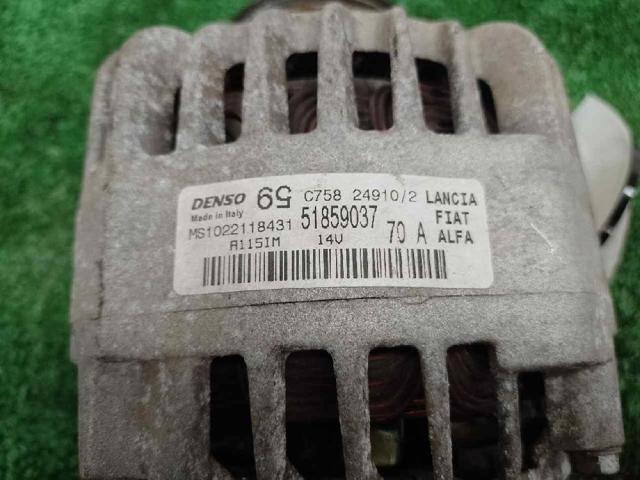 DENSO 59 C758 24910/2 LANCIA
Made in Italy FIAT
MS1022118431 51859037 70 A ALFA
A115IM 14V